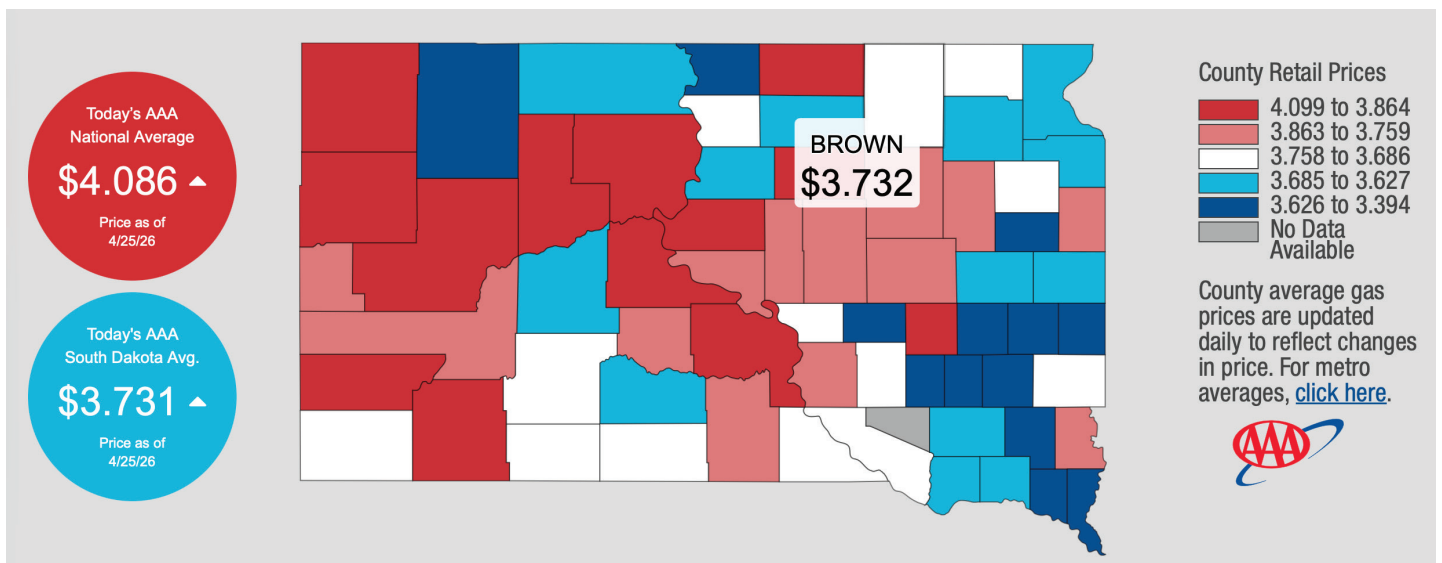 Today's AAA
National Average
$4.086
Price as of
4/25/26
Today's AAA
South Dakota Avg.
$3.731
Price as of
4/25/26
BROWN
$3.732
County Retail Prices
4.099 to 3.864
3.863 to 3.759
3.758 to 3.686
3.685 to 3.627
3.626 to 3.394
No Data
Available
County average gas
prices are updated
daily to reflect changes
in price. For metro
averages, click here.
AAA